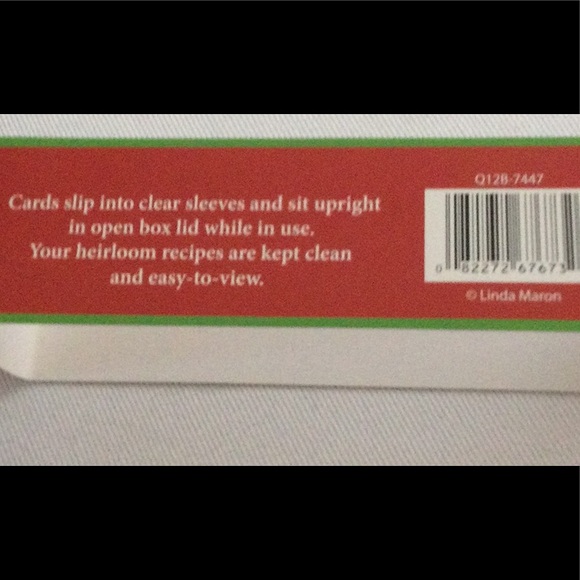 Cards slip into clear sleeves and sit upright
in open box lid while in use.
Your heirloom recipes are kept clean
and easy-to-view.
Q12B-7447
0 82272 67673
© Linda Maron